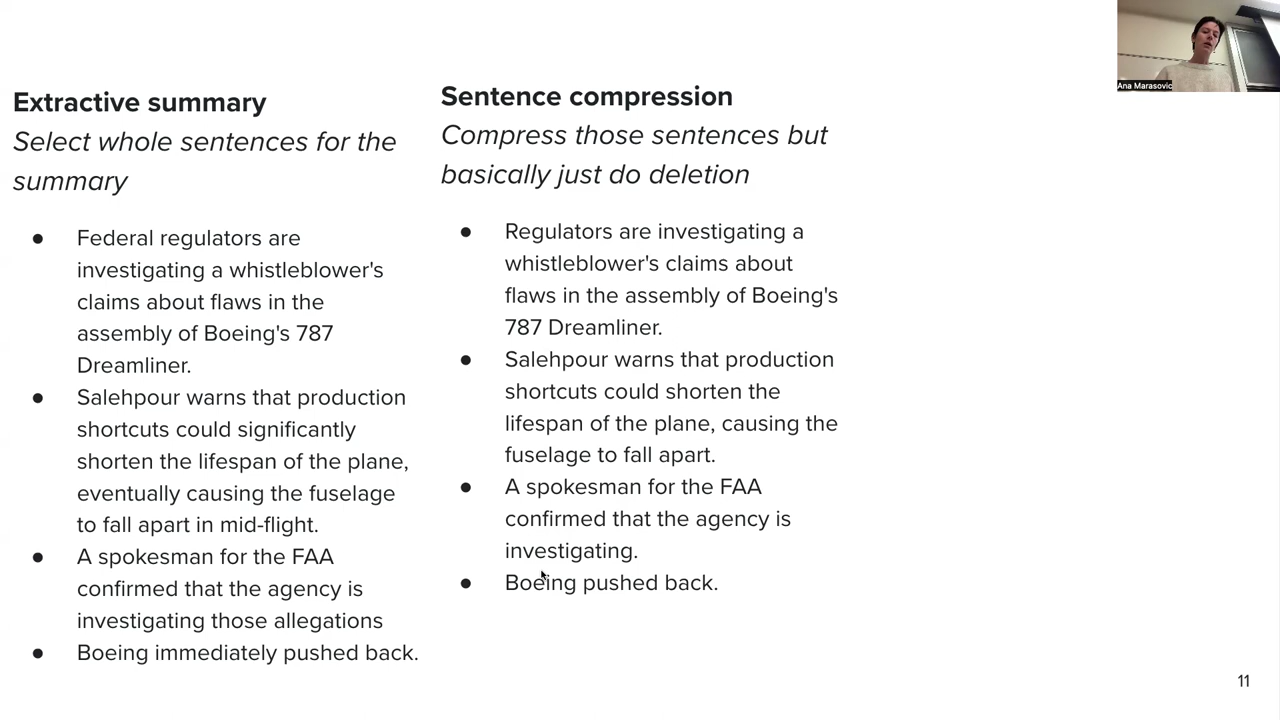 Extractive summary
Select whole sentences for the
summary
● Federal regulators are
investigating a whistleblower's
claims about flaws in the
assembly of Boeing's 787
Dreamliner.
● Salehpour warns that production
shortcuts could significantly
shorten the lifespan of the plane,
eventually causing the fuselage
to fall apart in mid-flight.
● A spokesman for the FAA
confirmed that the agency is
investigating those allegations
● Boeing immediately pushed back.
Sentence compression
Compress those sentences but
basically just do deletion
● Regulators are investigating a
whistleblower's claims about
flaws in the assembly of Boeing's
787 Dreamliner.
● Salehpour warns that production
shortcuts could shorten the
lifespan of the plane, causing the
fuselage to fall apart.
● A spokesman for the FAA
confirmed that the agency is
investigating.
● Boeing pushed back.
Ana Marasovic
11